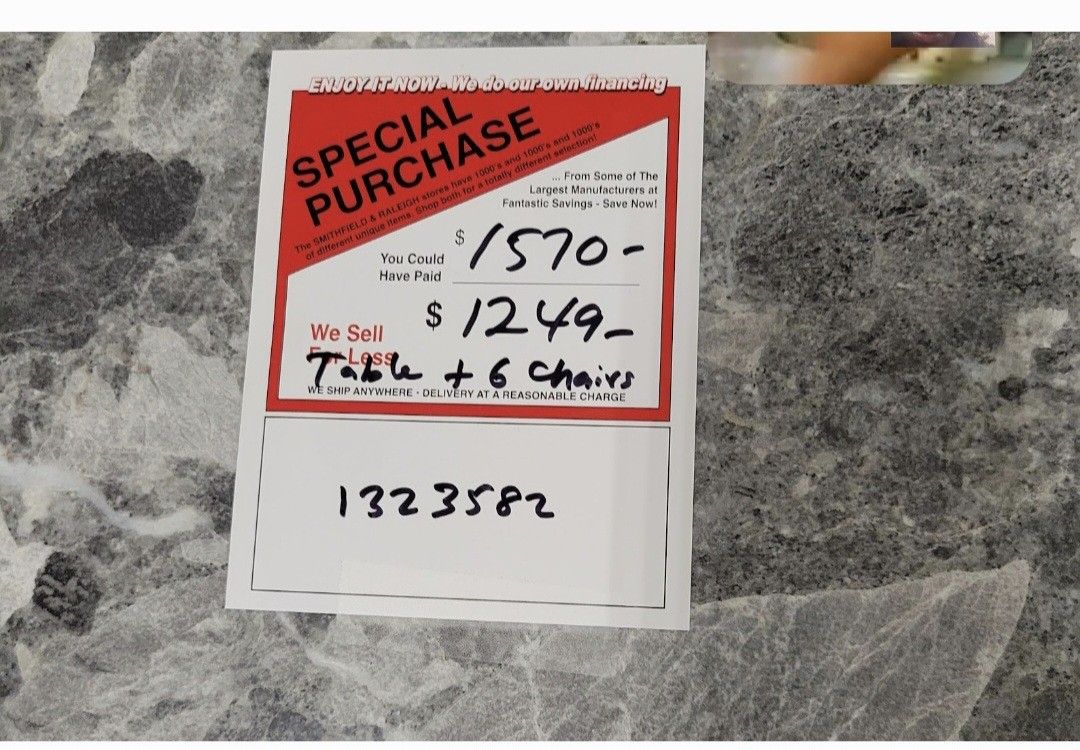 ENJOY IT NOW - We do our own financing
SPECIAL
PURCHASE
The SMITHFIELD & RALEIGH stores have 1000's and 1000's and 1000's
of different unique items. Shop both for a totally different selection!
... From Some of The
Largest Manufacturers at
Fantastic Savings - Save Now!
You Could
Have Paid
$ 1570-
$ 1249-
We Sell
For Less
Table + 6 Chairs
WE SHIP ANYWHERE - DELIVERY AT A REASONABLE CHARGE
1323582